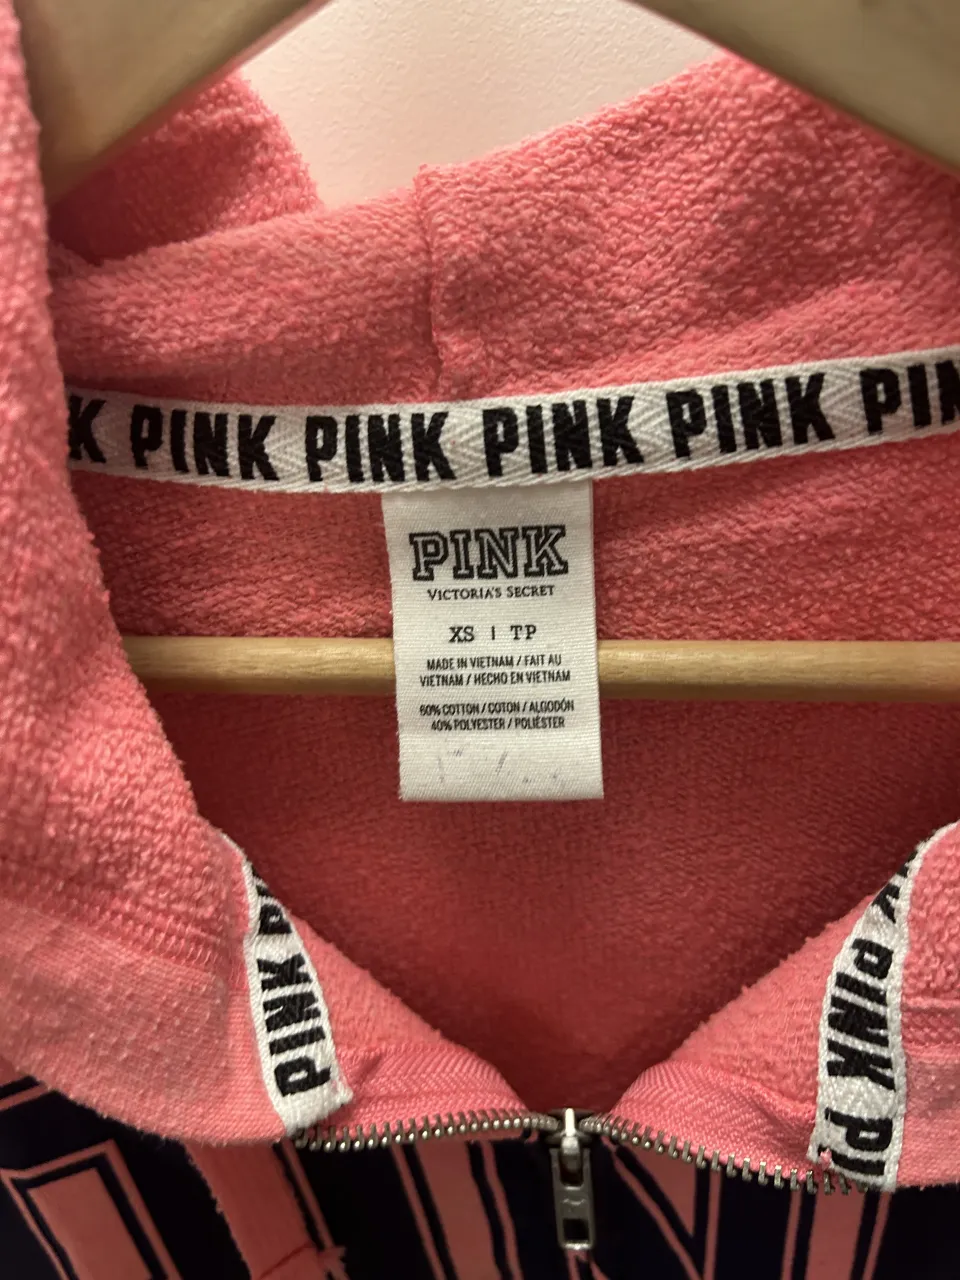 K PINK PINK PINK PINK PIN
PINK
VICTORIA'S SECRET
XS | TP
MADE IN VIETNAM / FAIT AU
VIETNAM / HECHO EN VIETNAM
60% COTTON / COTON / ALGODÓN
40% POLYESTER / POLIÉSTER
PINK P
K PINK PI